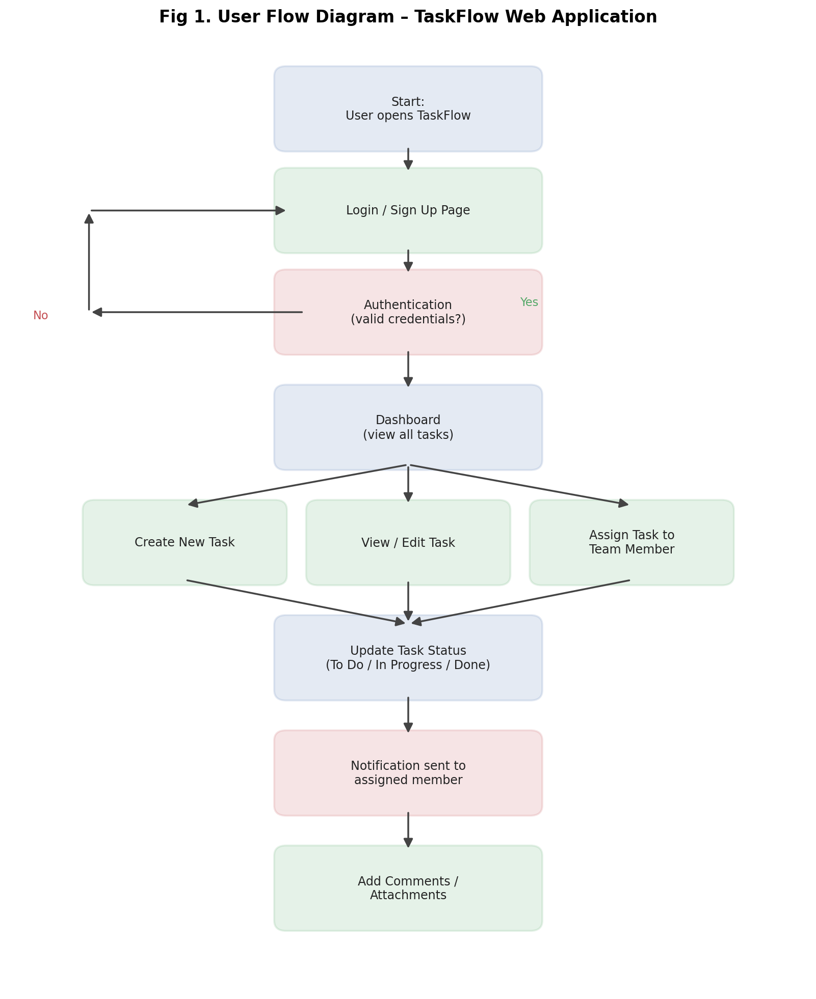 Fig 1. User Flow Diagram – TaskFlow Web Application
Start:
User opens TaskFlow
Login / Sign Up Page
Yes
Authentication
(valid credentials?)
No
Dashboard
(view all tasks)
Create New Task
View / Edit Task
Assign Task to
Team Member
Update Task Status
(To Do / In Progress / Done)
Notification sent to
assigned member
Add Comments /
Attachments